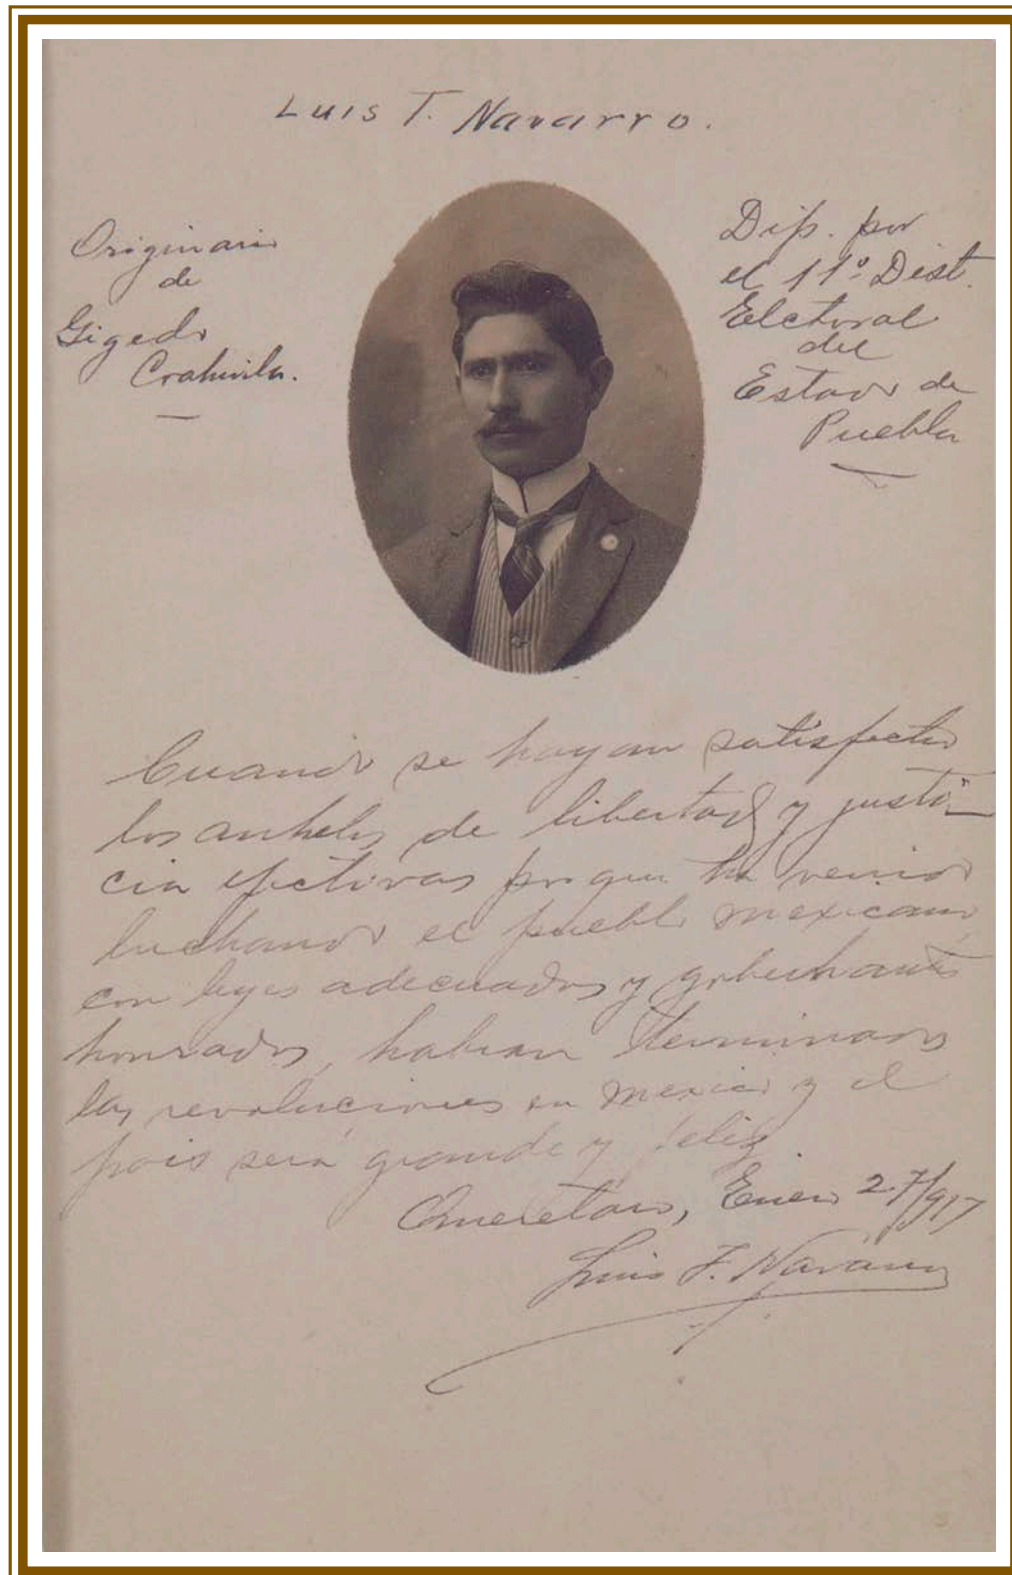 Luis T. Navarro.
Originario
de
Gigedo
Coahuila.
Dip. por
el 11º Dist.
Electoral
del
Estado de
Puebla
Cuando se hayan satisfecho
los anhelos de libertad y justi-
cia efectivas porque ha venido
luchando el pueblo mexicano,
con leyes adecuadas y gobernantes
honrados, habran terminado
las revoluciones en Mexico y el
pais será grande y feliz.
Queretaro, Enero 27/917
Luis T. Navarro